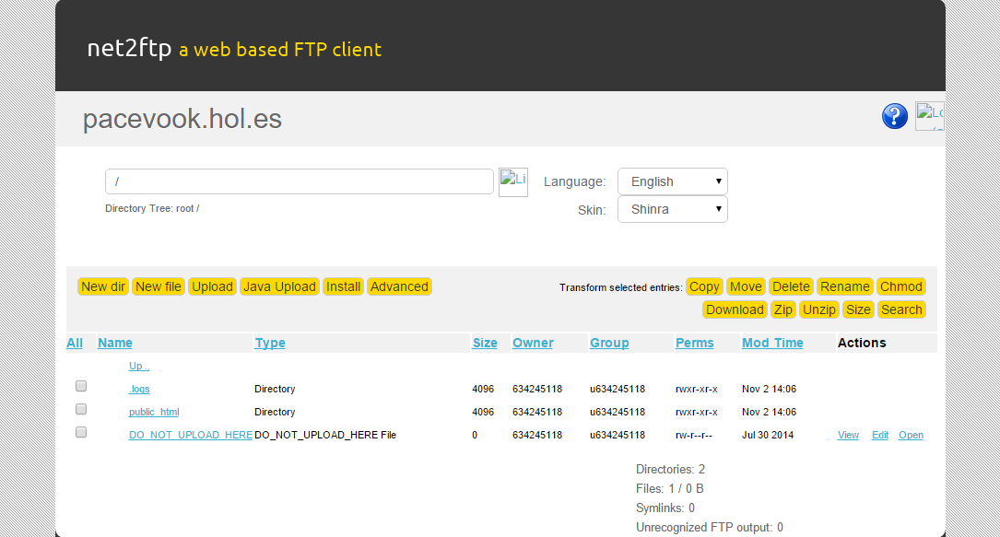 net2ftp a web based FTP client
pacevook.hol.es
/
Language: English
Directory Tree: root /
Skin: Shinra
New dir New file Upload Java Upload Install Advanced
Transform selected entries: Copy Move Delete Rename Chmod
Download Zip Unzip Size Search
All Name Type Size Owner Group Perms Mod Time Actions
Up ..
.logs Directory 4096 634245118 u634245118 rwxr-xr-x Nov 2 14:06
public_html Directory 4096 634245118 u634245118 rwxr-xr-x Nov 2 14:06
DO_NOT_UPLOAD_HERE DO_NOT_UPLOAD_HERE File 0 634245118 u634245118 rw-r--r-- Jul 30 2014 View Edit Open
Directories: 2
Files: 1 / 0 B
Symlinks: 0
Unrecognized FTP output: 0